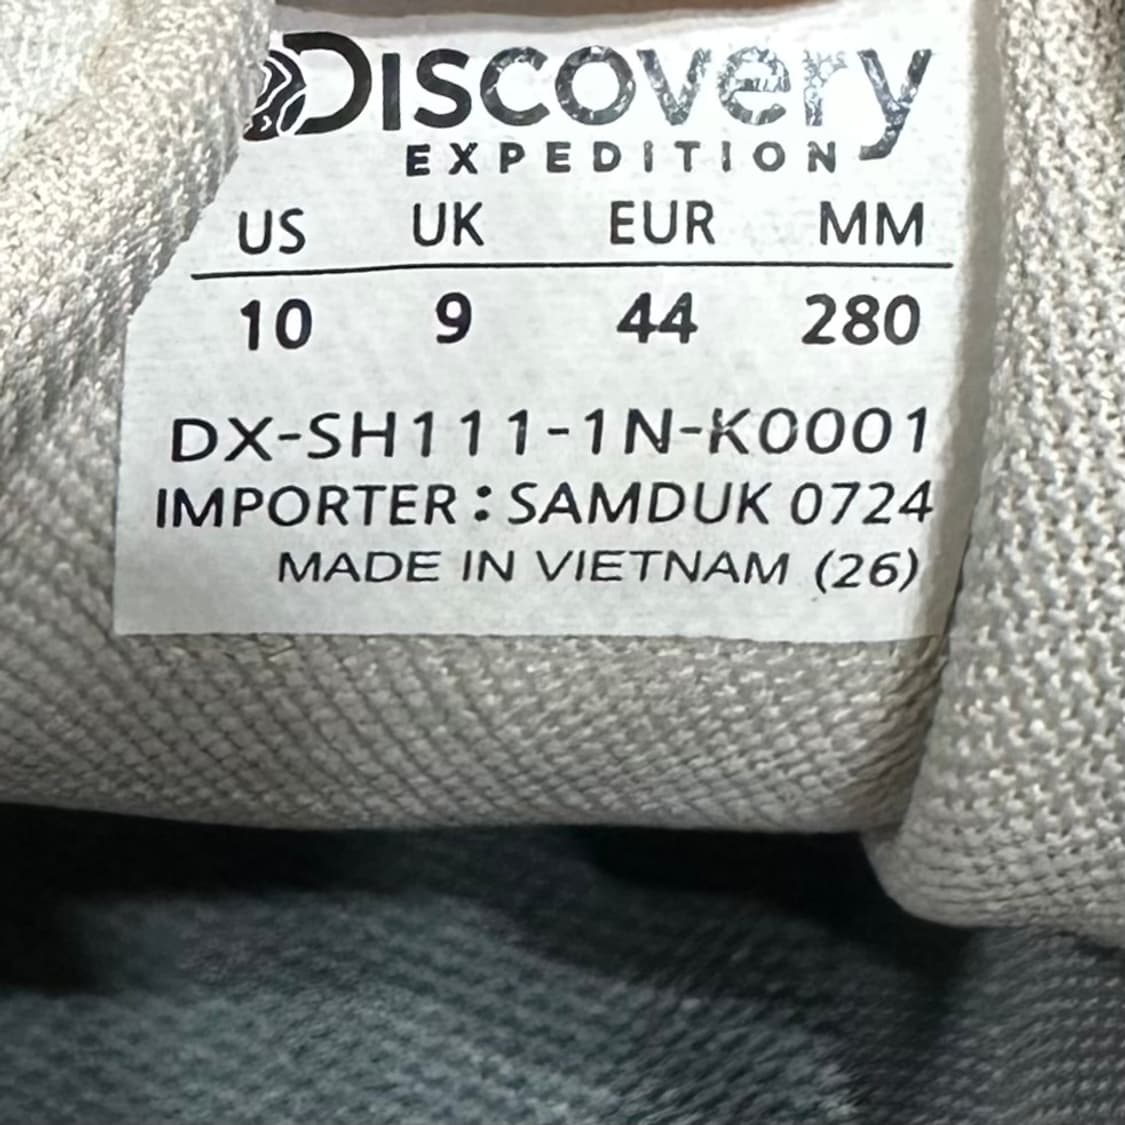 Discovery
EXPEDITION
US UK EUR MM
10 9 44 280
DX-SH111-1N-K0001
IMPORTER : SAMDUK 0724
MADE IN VIETNAM (26)